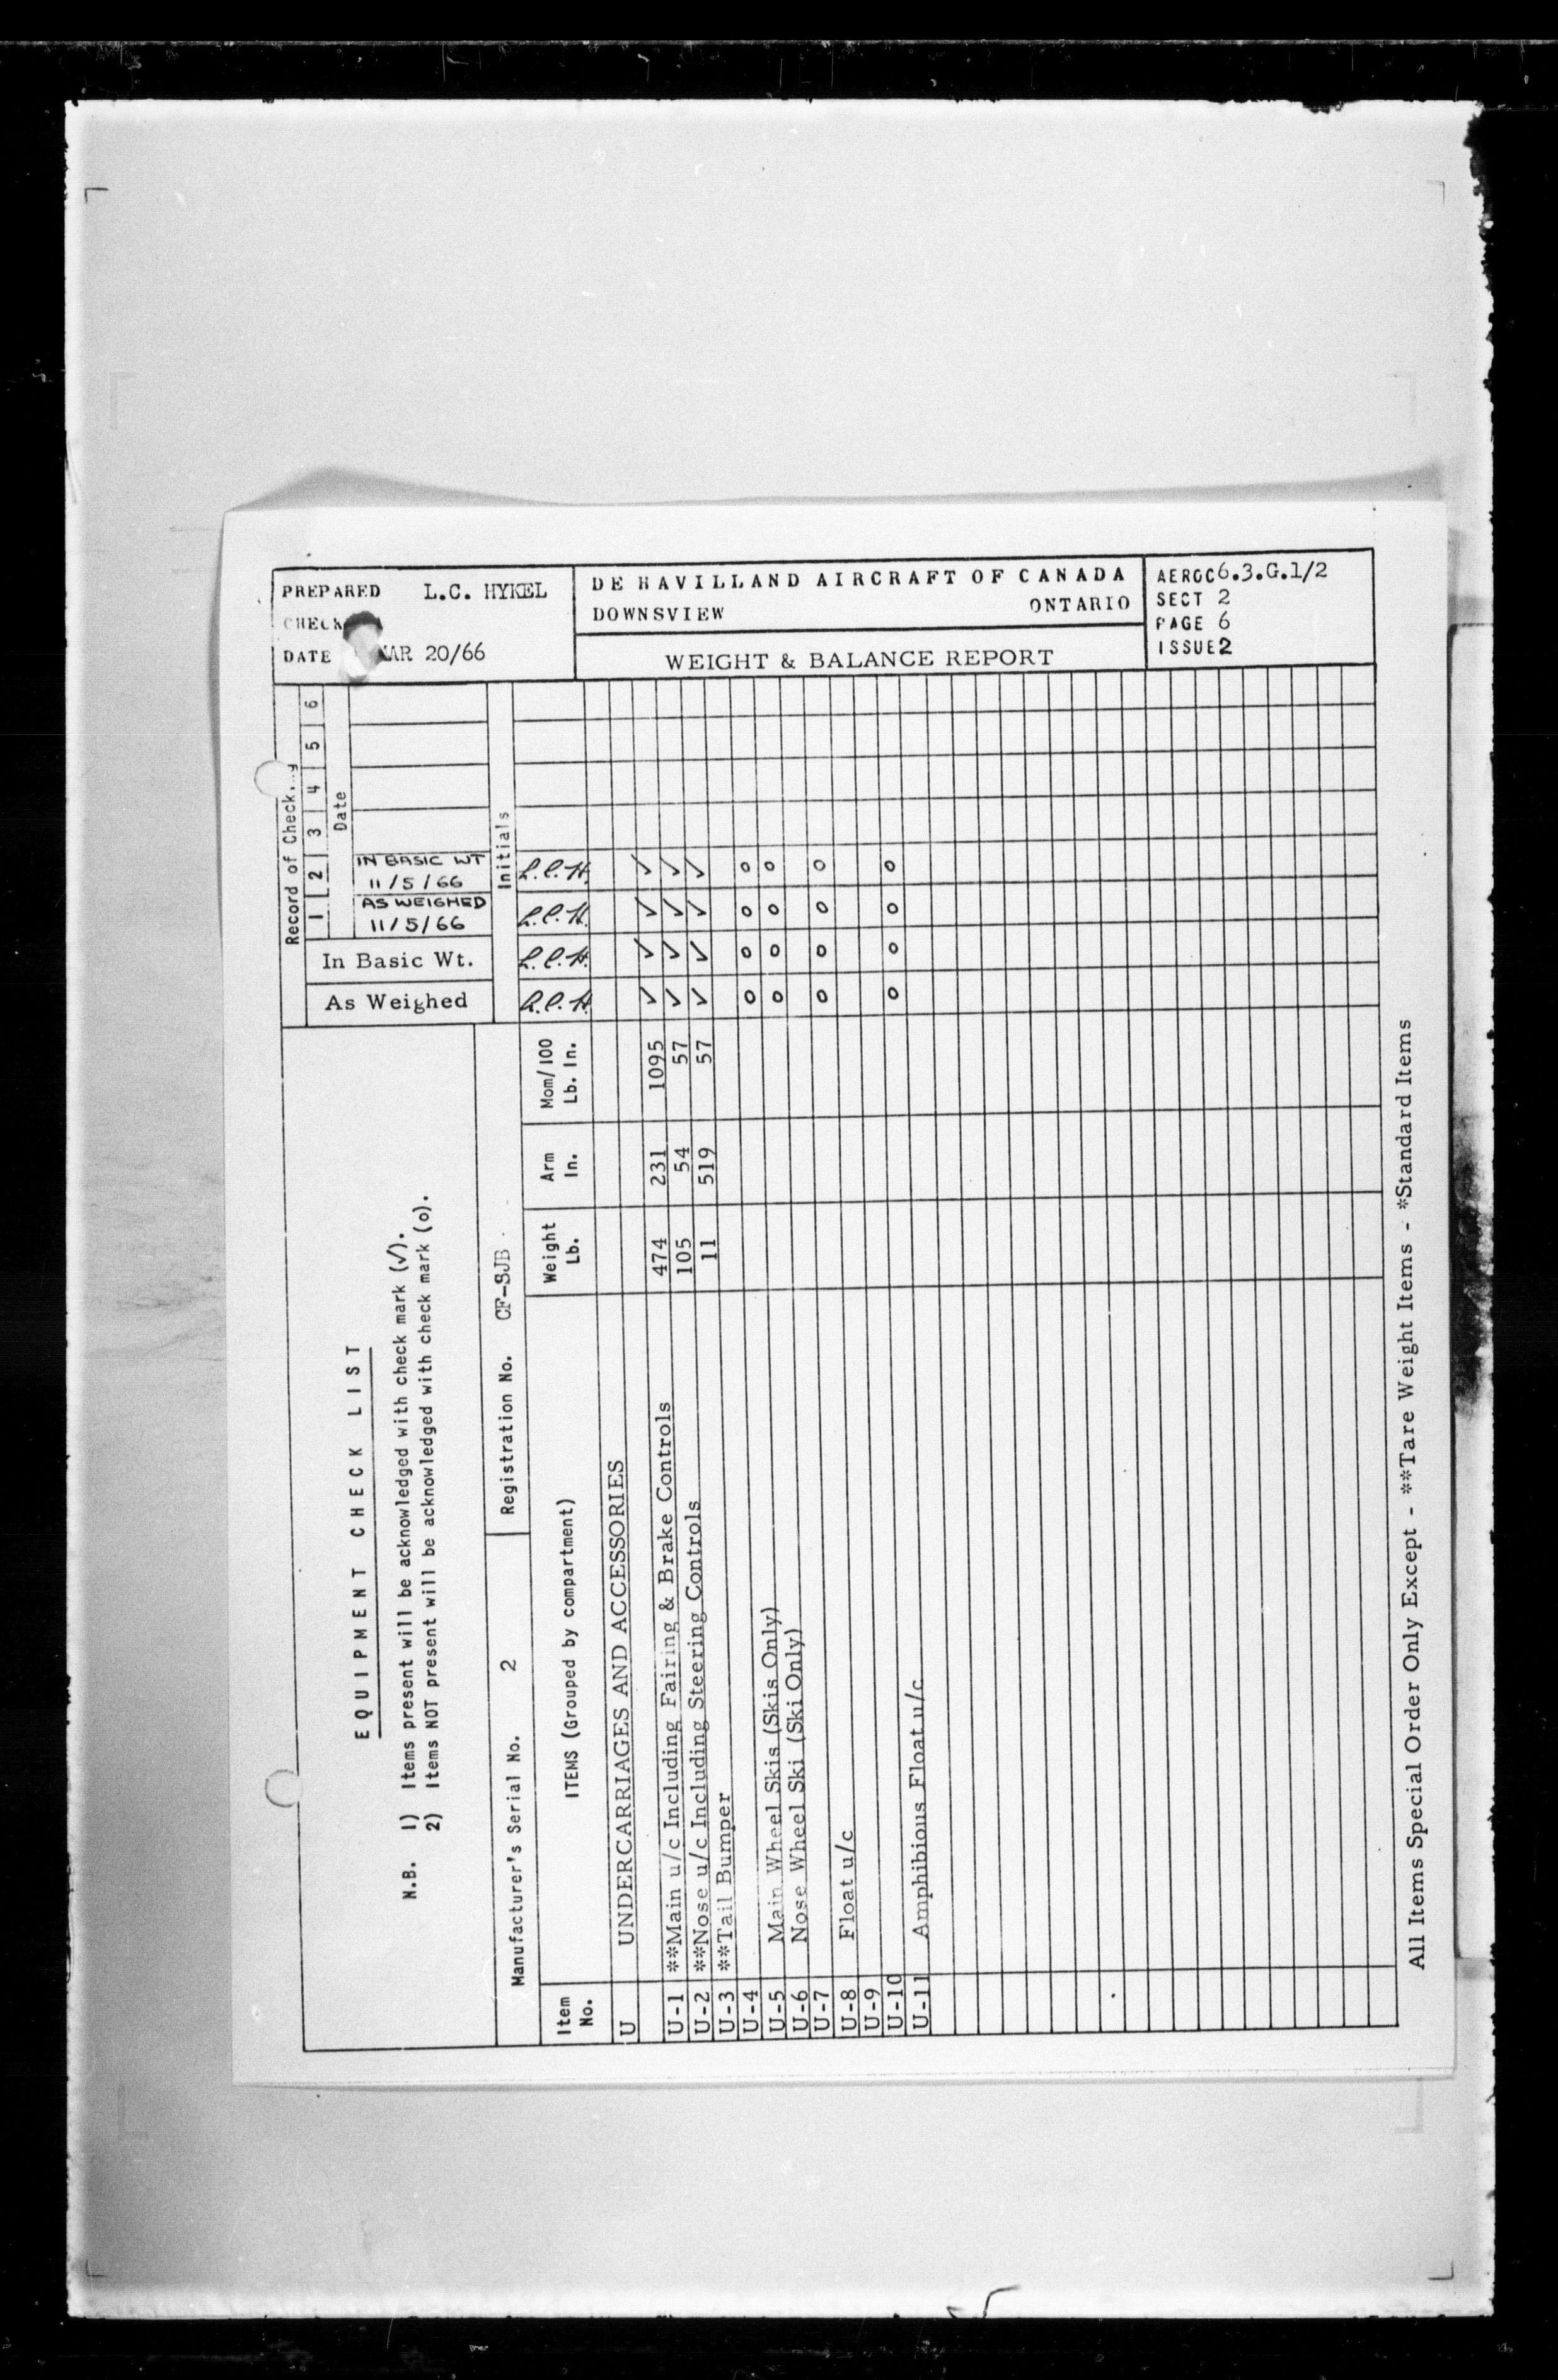 PREPARED L.C. HYKEL
DATE MAR 20/66
DE HAVILLAND AIRCRAFT OF CANADA
DOWNSVIEW ONTARIO
WEIGHT & BALANCE REPORT
AEROC 6.3.G.1/2
SECT 2
PAGE 6
ISSUE 2
EQUIPMENT CHECK LIST
N.B. 1) Items present will be acknowledged with check mark (√).
2) Items NOT present will be acknowledged with check mark (o).
Manufacturer's Serial No. 2 Registration No. CF-SJB
As Weighed
In Basic Wt.
Record of
1 2 3 4 5 6
Date
AS WEIGHED 11/5/66
IN BASIC WT 11/5/66
Initials
L.C.H. L.C.H. L.C.H. L.C.H.
Item No. ITEMS (Grouped by compartment) Weight Lb. Arm In. Mom/100 Lb. In.
U UNDERCARRIAGES AND ACCESSORIES
U-1 **Main u/c Including Fairing & Brake Controls 474 231 1095 ✓ ✓ ✓ ✓
U-2 **Nose u/c Including Steering Controls 105 54 57 ✓ ✓ ✓ ✓
U-3 **Tail Bumper 11 519 57 ✓ ✓ ✓ ✓
U-4
U-5 Main Wheel Skis (Skis Only) o o o o
U-6 Nose Wheel Ski (Ski Only) o o o o
U-7
U-8 Float u/c o o o o
U-9
U-10
U-11 Amphibious Float u/c o o o o
All Items Special Order Only Except - **Tare Weight Items - *Standard Items